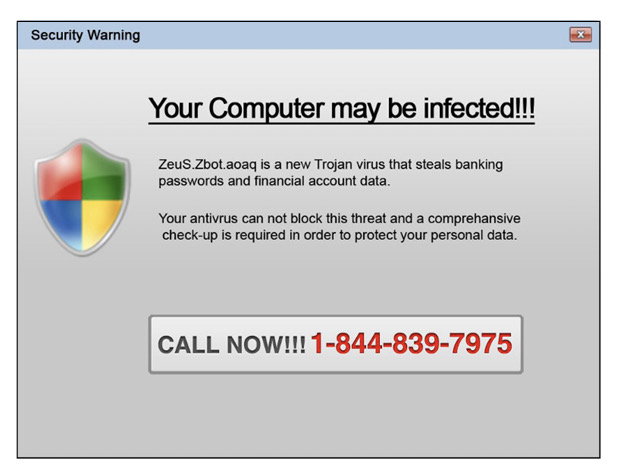 Security Warning
Your Computer may be infected!!!
ZeuS.Zbot.aoaq is a new Trojan virus that steals banking
passwords and financial account data.
Your antivrus can not block this threat and a comprehansive
check-up is required in order to protect your personal data.
CALL NOW!!! 1-844-839-7975